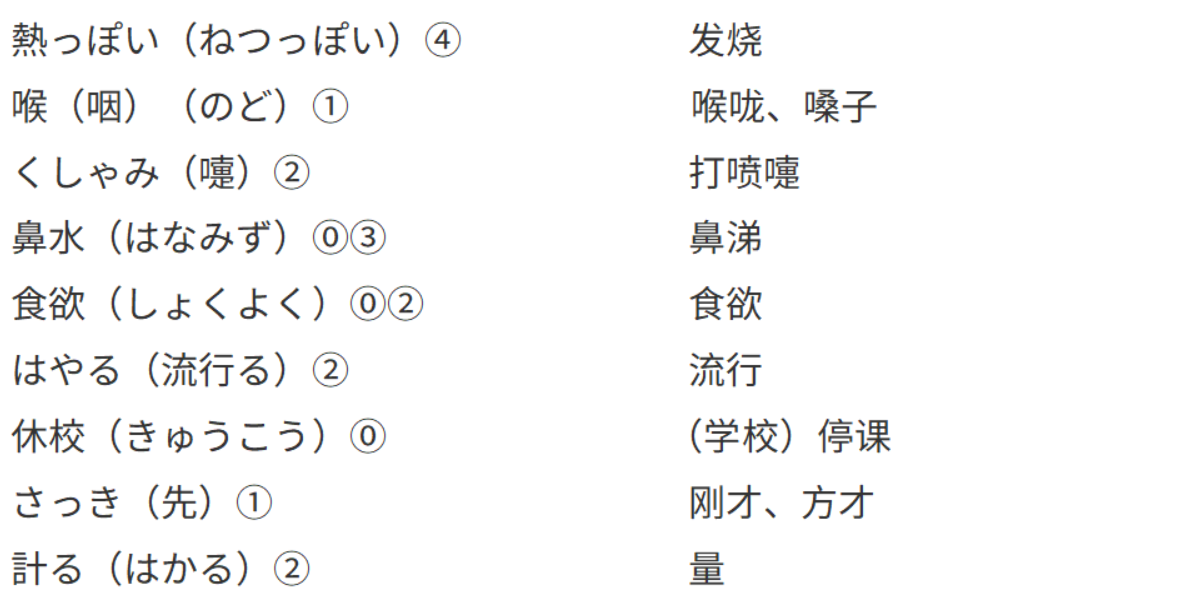 熱っぽい（ねつっぽい）④ 发烧
喉（咽）（のど）① 喉咙、嗓子
くしゃみ（嚏）② 打喷嚏
鼻水（はなみず）⓪③ 鼻涕
食欲（しょくよく）⓪② 食欲
はやる（流行る）② 流行
休校（きゅうこう）⓪ （学校）停课
さっき（先）① 刚才、方才
計る（はかる）② 量